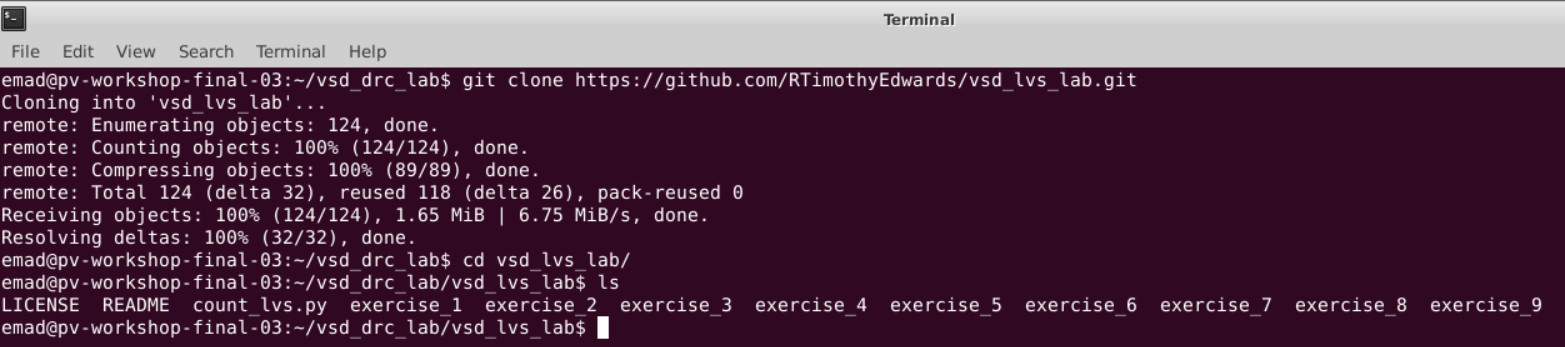 Terminal
File Edit View Search Terminal Help
emad@pv-workshop-final-03:~/vsd_drc_lab$ git clone https://github.com/RTimothyEdwards/vsd_lvs_lab.git
Cloning into 'vsd_lvs_lab'...
remote: Enumerating objects: 124, done.
remote: Counting objects: 100% (124/124), done.
remote: Compressing objects: 100% (89/89), done.
remote: Total 124 (delta 32), reused 118 (delta 26), pack-reused 0
Receiving objects: 100% (124/124), 1.65 MiB | 6.75 MiB/s, done.
Resolving deltas: 100% (32/32), done.
emad@pv-workshop-final-03:~/vsd_drc_lab$ cd vsd_lvs_lab/
emad@pv-workshop-final-03:~/vsd_drc_lab/vsd_lvs_lab$ ls
LICENSE  README  count_lvs.py  exercise_1  exercise_2  exercise_3  exercise_4  exercise_5  exercise_6  exercise_7  exercise_8  exercise_9
emad@pv-workshop-final-03:~/vsd_drc_lab/vsd_lvs_lab$